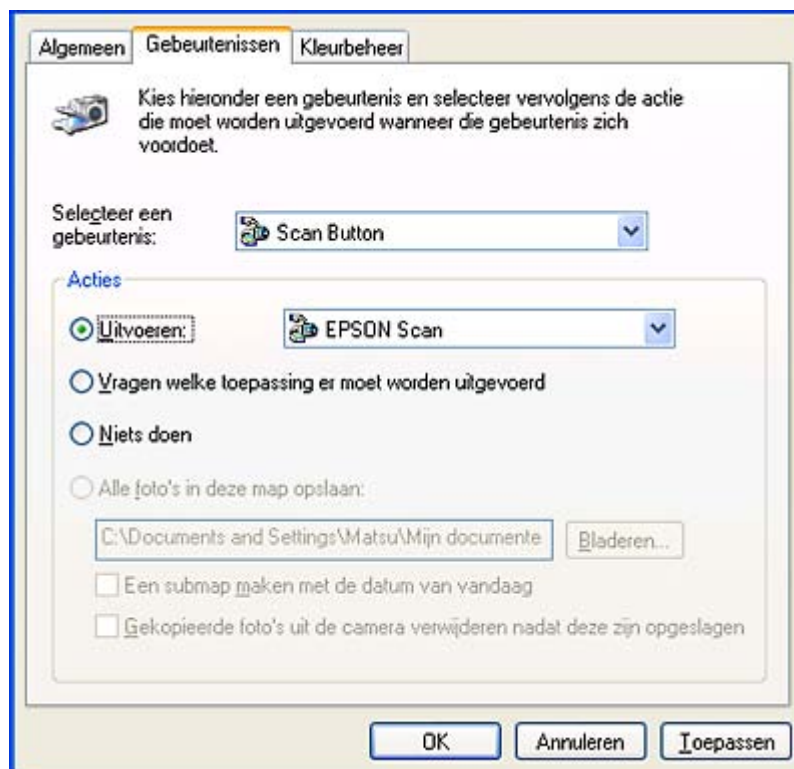 Algemeen Gebeurtenissen Kleurbeheer
Kies hieronder een gebeurtenis en selecteer vervolgens de actie
die moet worden uitgevoerd wanneer die gebeurtenis zich
voordoet.
Selecteer een
gebeurtenis:
Scan Button
Acties
Uitvoeren: EPSON Scan
Vragen welke toepassing er moet worden uitgevoerd
Niets doen
Alle foto's in deze map opslaan:
C:\Documents and Settings\Matsu\Mijn documente Bladeren...
Een submap maken met de datum van vandaag
Gekopieerde foto's uit de camera verwijderen nadat deze zijn opgeslagen
OK Annuleren Toepassen